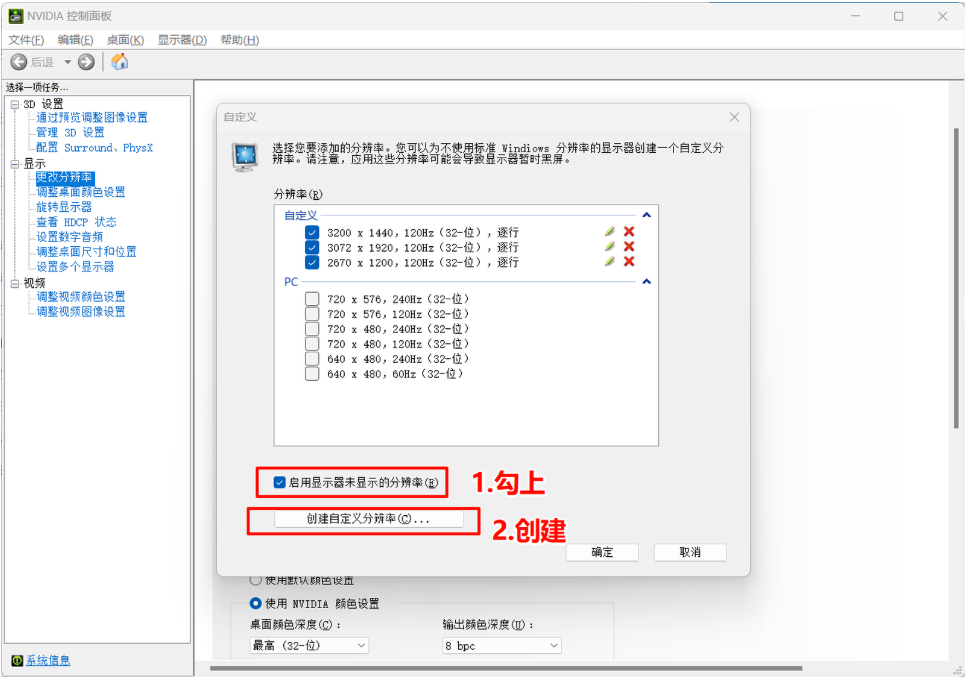 NVIDIA 控制面板
文件(F) 编辑(E) 桌面(K) 显示器(D) 帮助(H)
后退
选择一项任务...
3D 设置
通过预览调整图像设置
管理 3D 设置
配置 Surround、PhysX
显示
更改分辨率
调整桌面颜色设置
旋转显示器
查看 HDCP 状态
设置数字音频
调整桌面尺寸和位置
设置多个显示器
视频
调整视频颜色设置
调整视频图像设置
系统信息
自定义
选择您要添加的分辨率。您可以为不使用标准 Windiows 分辨率的显示器创建一个自定义分
辨率。请注意，应用这些分辨率可能会导致显示器暂时黑屏。
分辨率(R)
自定义
3200 x 1440，120Hz（32-位），逐行
3072 x 1920，120Hz（32-位），逐行
2670 x 1200，120Hz（32-位），逐行
PC
720 x 576，240Hz（32-位）
720 x 576，120Hz（32-位）
720 x 480，240Hz（32-位）
720 x 480，120Hz（32-位）
640 x 480，240Hz（32-位）
640 x 480，60Hz（32-位）
启用显示器未显示的分辨率(E)
1.勾上
创建自定义分辨率(C)...
2.创建
确定
取消
使用默认颜色设置
使用 NVIDIA 颜色设置
桌面颜色深度(C)：
输出颜色深度(U)：
最高（32-位）
8 bpc